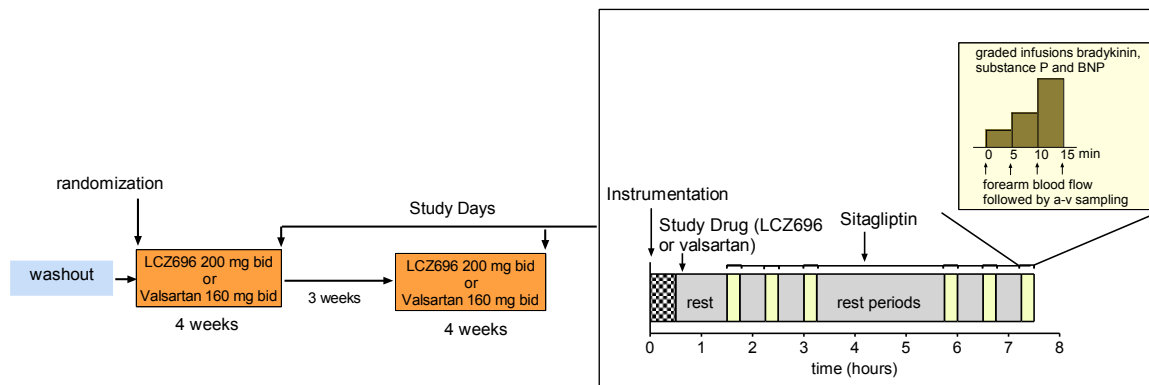 randomization
washout
LCZ696 200 mg bid
or
Valsartan 160 mg bid
4 weeks
3 weeks
Study Days
LCZ696 200 mg bid
or
Valsartan 160 mg bid
4 weeks
Instrumentation
Study Drug (LCZ696
or valsartan)
Sitagliptin
rest
rest periods
0 1 2 3 4 5 6 7 8
time (hours)
graded infusions bradykinin,
substance P and BNP
0 5 10 15 min
forearm blood flow
followed by a-v sampling